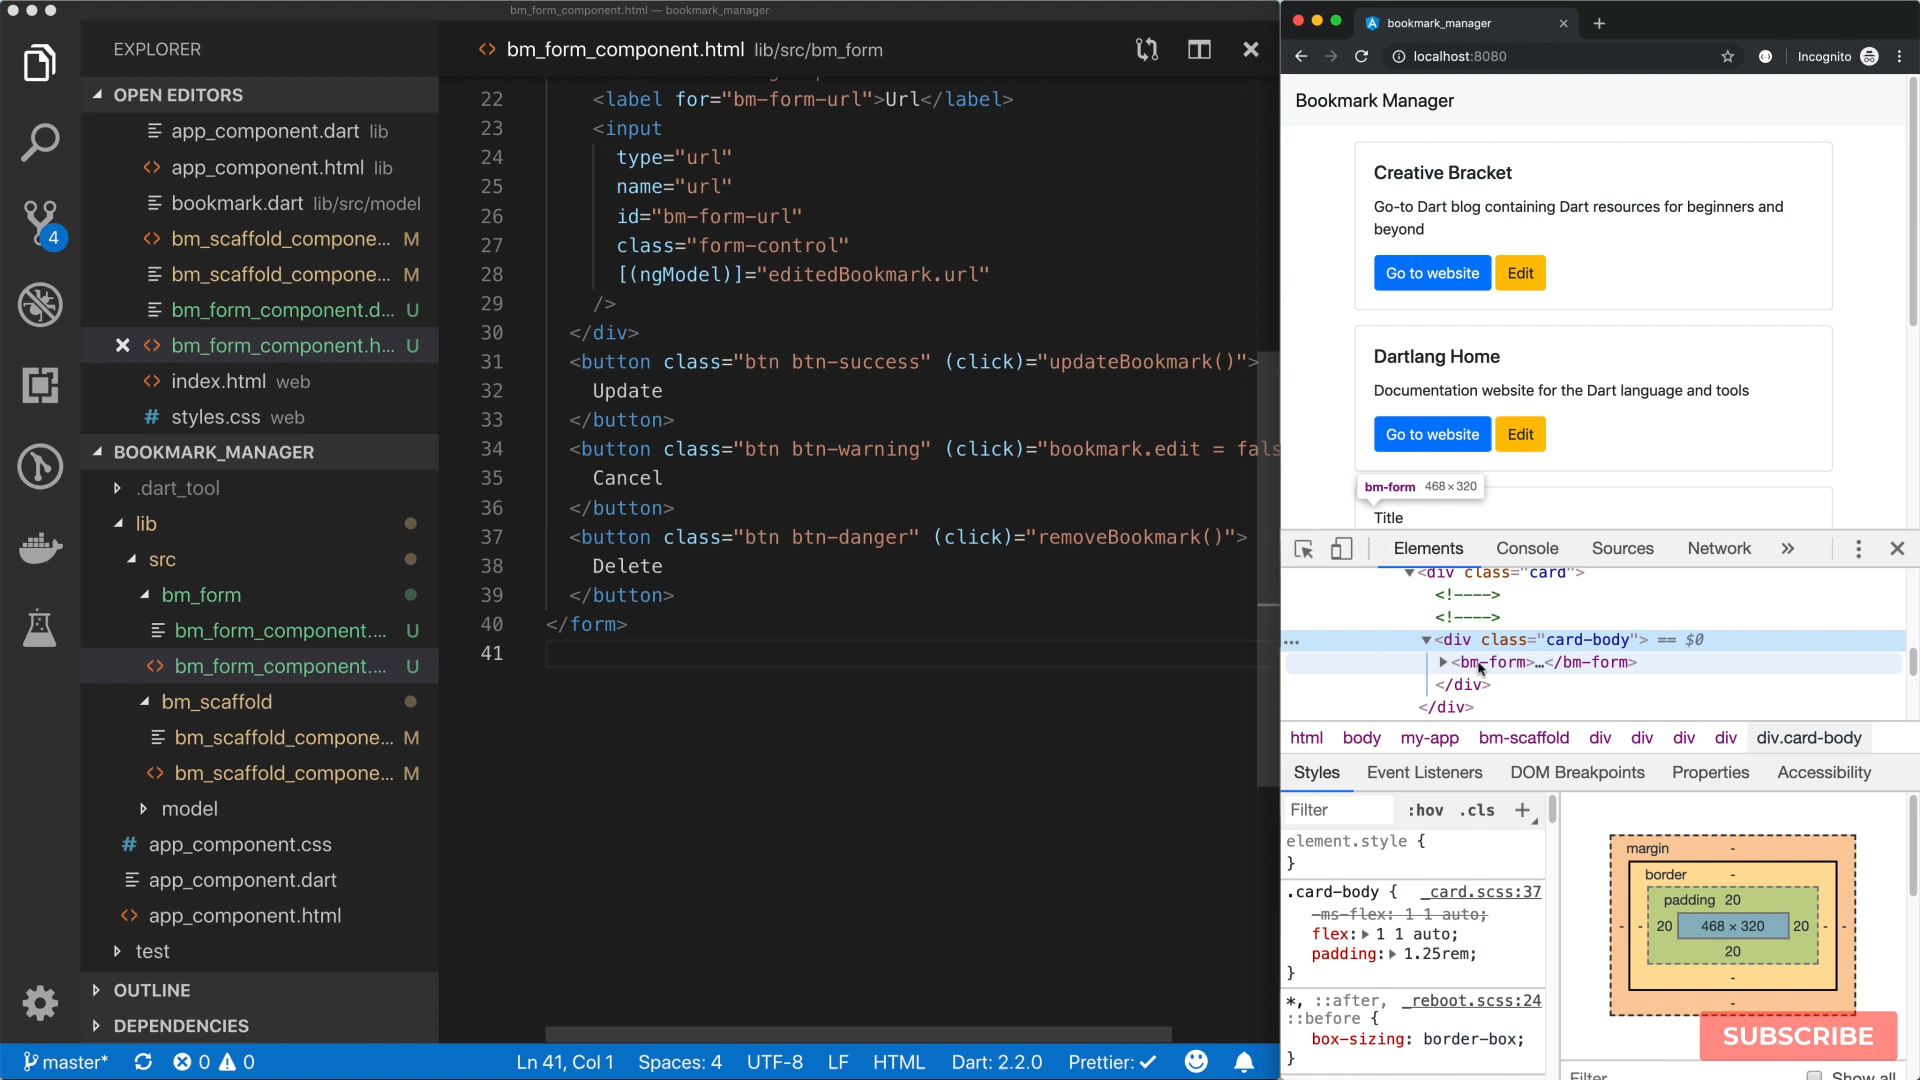 bm_form_component.html — bookmark_manager
EXPLORER
OPEN EDITORS
app_component.dart lib
app_component.html lib
bookmark.dart lib/src/model
bm_scaffold_compone... M
bm_scaffold_compone... M
bm_form_component.d... U
bm_form_component.h... U
index.html web
styles.css web
BOOKMARK_MANAGER
.dart_tool
lib
src
bm_form
bm_form_component.... U
bm_form_component.... U
bm_scaffold
bm_scaffold_compone... M
bm_scaffold_compone... M
model
app_component.css
app_component.dart
app_component.html
test
OUTLINE
DEPENDENCIES
4
bm_form_component.html lib/src/bm_form
22 <label for="bm-form-url">Url</label>
23 <input
24 type="url"
25 name="url"
26 id="bm-form-url"
27 class="form-control"
28 [(ngModel)]="editedBookmark.url"
29 />
30 </div>
31 <button class="btn btn-success" (click)="updateBookmark()">
32 Update
33 </button>
34 <button class="btn btn-warning" (click)="bookmark.edit = fals
35 Cancel
36 </button>
37 <button class="btn btn-danger" (click)="removeBookmark()">
38 Delete
39 </button>
40 </form>
41
master* 0 0 Ln 41, Col 1 Spaces: 4 UTF-8 LF HTML Dart: 2.2.0 Prettier: ✓
bookmark_manager
localhost:8080 Incognito
Bookmark Manager
Creative Bracket
Go-to Dart blog containing Dart resources for beginners and
beyond
Go to website Edit
Dartlang Home
Documentation website for the Dart language and tools
Go to website Edit
bm-form 468×320
Title
Elements Console Sources Network »
<div class="card">
<!---->
<!---->
... <div class="card-body"> == $0
<bm-form>…</bm-form>
</div>
</div>
html body my-app bm-scaffold div div div div div.card-body
Styles Event Listeners DOM Breakpoints Properties Accessibility
Filter :hov .cls +
element.style {
}
.card-body { _card.scss:37
-ms-flex: 1 1 auto;
flex: 1 1 auto;
padding: 1.25rem;
}
*, ::after, _reboot.scss:24
::before {
box-sizing: border-box;
}
margin -
border -
padding 20
- - 20 468 × 320 20 - -
20
-
-
SUBSCRIBE
Filter Show all